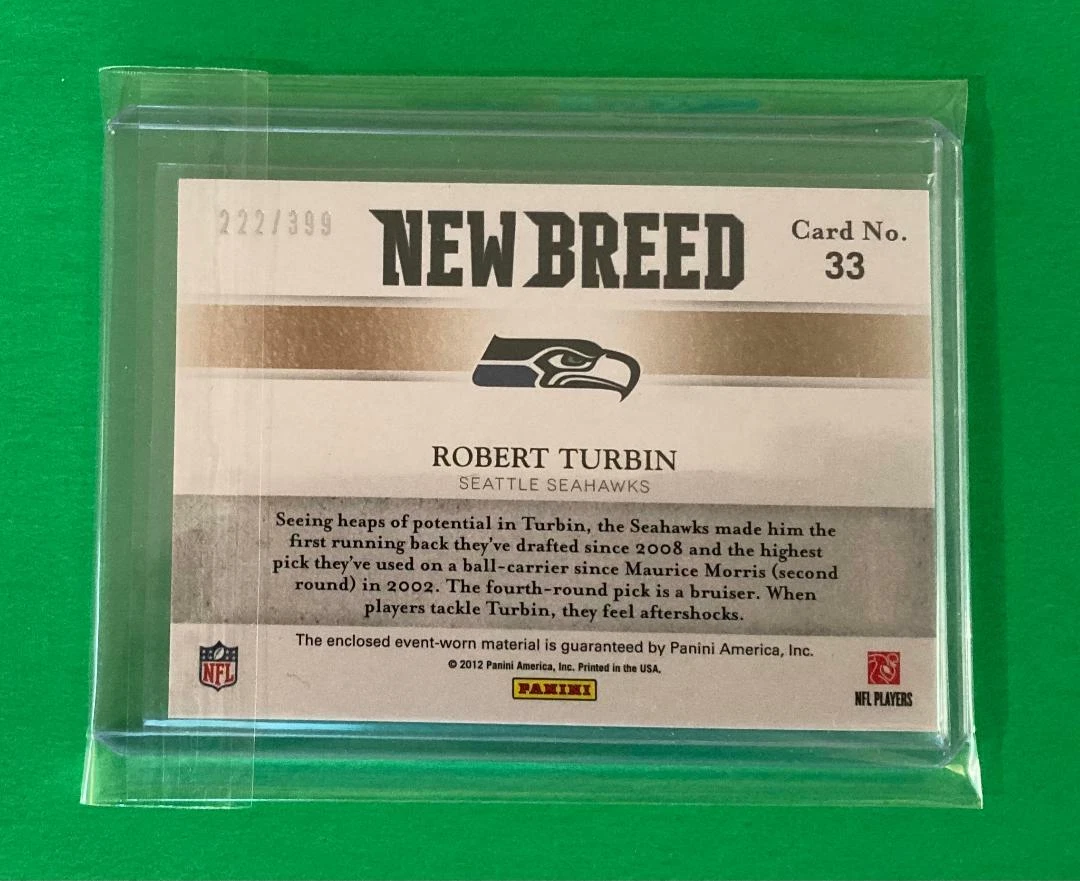 222/399
NEW BREED
Card No.
33
ROBERT TURBIN
SEATTLE SEAHAWKS
Seeing heaps of potential in Turbin, the Seahawks made him the
first running back they've drafted since 2008 and the highest
pick they've used on a ball-carrier since Maurice Morris (second
round) in 2002. The fourth-round pick is a bruiser. When
players tackle Turbin, they feel aftershocks.
The enclosed event-worn material is guaranteed by Panini America, Inc.
© 2012 Panini America, Inc. Printed in the USA.
NFL
PANINI
NFL PLAYERS